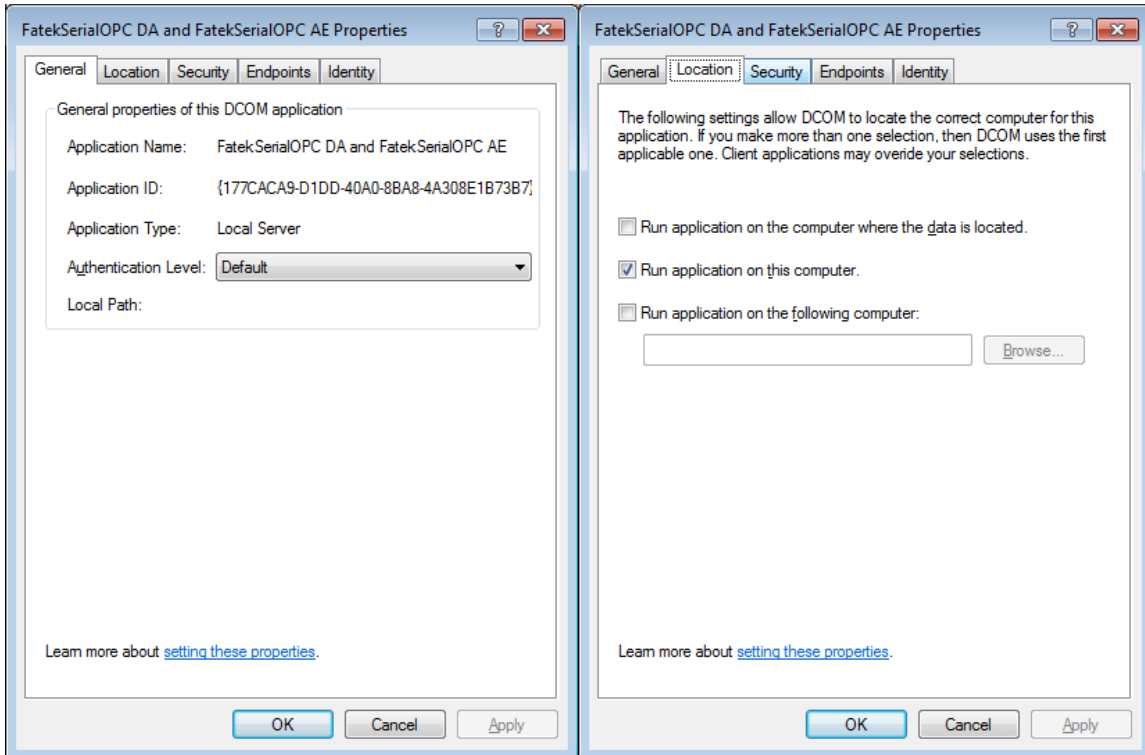 FatekSerialOPC DA and FatekSerialOPC AE Properties
General Location Security Endpoints Identity
General properties of this DCOM application
Application Name: FatekSerialOPC DA and FatekSerialOPC AE
Application ID: {177CACA9-D1DD-40A0-8BA8-4A308E1B73B7}
Application Type: Local Server
Authentication Level: Default
Local Path:
Learn more about setting these properties.
OK Cancel Apply
FatekSerialOPC DA and FatekSerialOPC AE Properties
General Location Security Endpoints Identity
The following settings allow DCOM to locate the correct computer for this
application. If you make more than one selection, then DCOM uses the first
applicable one. Client applications may overide your selections.
Run application on the computer where the data is located.
Run application on this computer.
Run application on the following computer:
Browse...
Learn more about setting these properties.
OK Cancel Apply